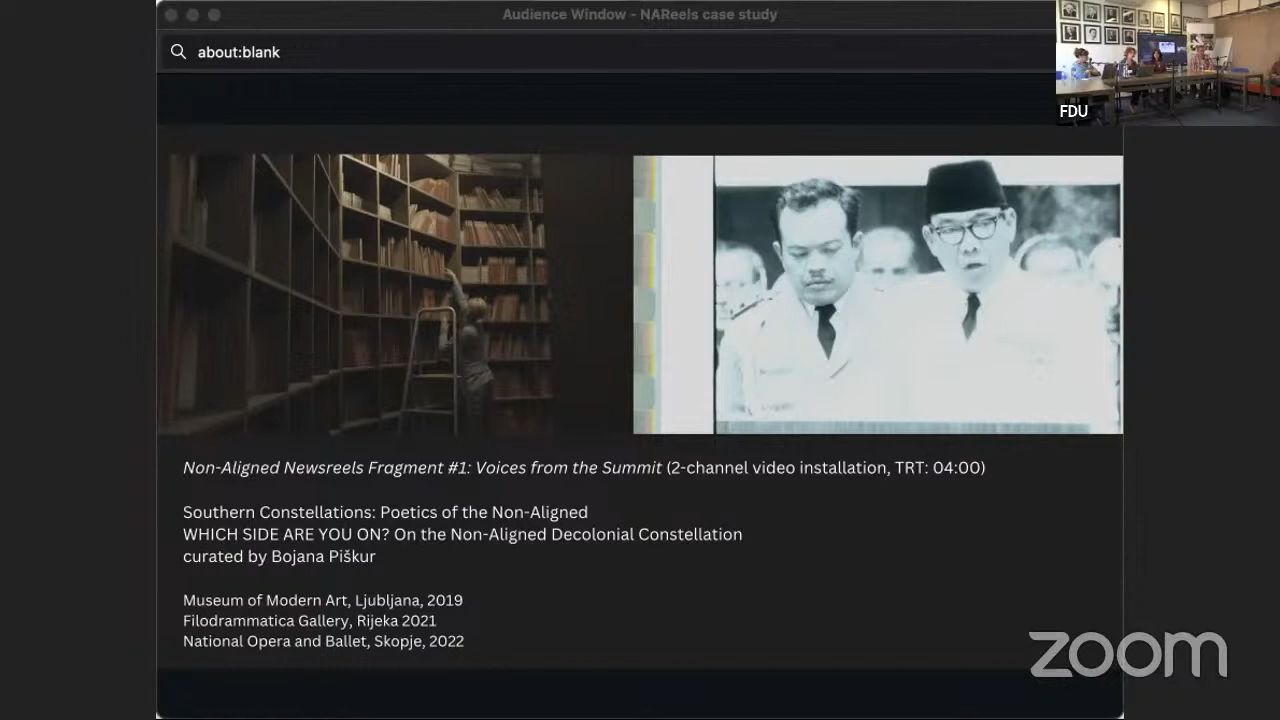 Audience Window - NAReels case study
about:blank
FDU
Non-Aligned Newsreels Fragment #1: Voices from the Summit (2-channel video installation, TRT: 04:00)
Southern Constellations: Poetics of the Non-Aligned
WHICH SIDE ARE YOU ON? On the Non-Aligned Decolonial Constellation
curated by Bojana Piškur
Museum of Modern Art, Ljubljana, 2019
Filodrammatica Gallery, Rijeka 2021
National Opera and Ballet, Skopje, 2022
zoom